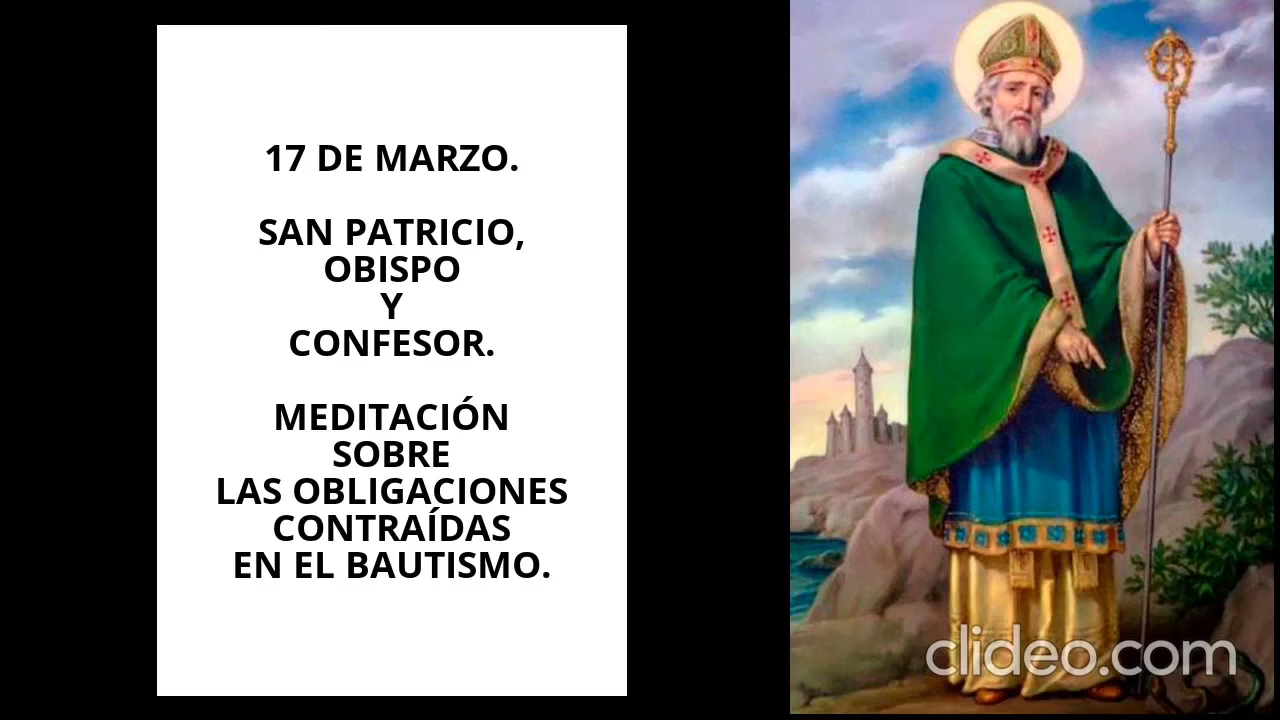 17 DE MARZO.
SAN PATRICIO,
OBISPO
Y
CONFESOR.
MEDITACIÓN
SOBRE
LAS OBLIGACIONES
CONTRAÍDAS
EN EL BAUTISMO.
clideo.com